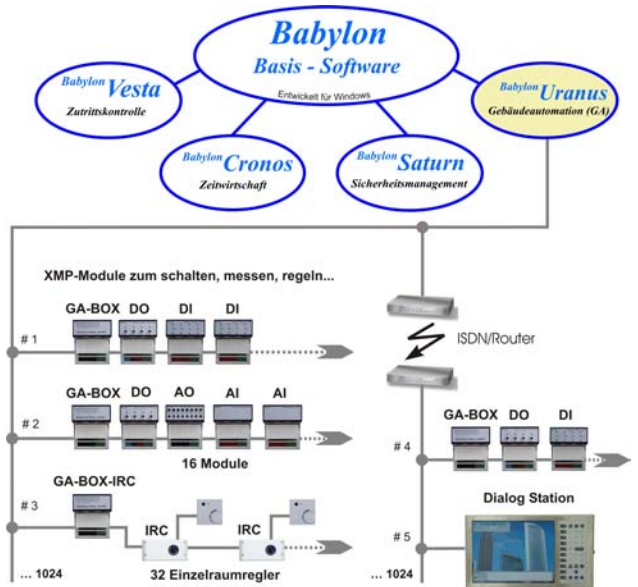 Babylon
Basis - Software
Entwickelt für Windows
Babylon Vesta
Zutrittskontrolle
Babylon Uranus
Gebäudeautomation (GA)
Babylon Cronos
Zeitwirtschaft
Babylon Saturn
Sicherheitsmanagement
XMP-Module zum schalten, messen, regeln...
GA-BOX DO DI DI
# 1
ISDN/Router
GA-BOX DO AO AI AI
# 2
16 Module
GA-BOX DO DI
# 4
GA-BOX-IRC
# 3
IRC IRC
32 Einzelraumregler
Dialog Station
# 5
... 1024
... 1024